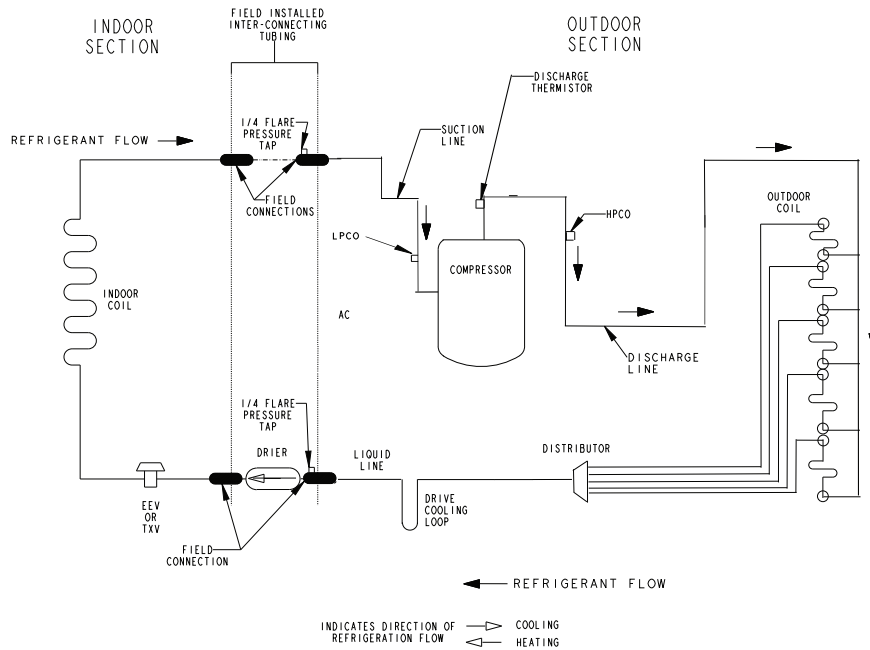 INDOOR
SECTION
FIELD INSTALLED
INTER-CONNECTING
TUBING
OUTDOOR
SECTION
DISCHARGE
THERMISTOR
1/4 FLARE
PRESSURE
TAP
SUCTION
LINE
REFRIGERANT FLOW
FIELD
CONNECTIONS
OUTDOOR
COIL
HPCO
LPCO
COMPRESSOR
INDOOR
COIL
AC
DISCHARGE
LINE
1/4 FLARE
PRESSURE
TAP
DRIER
LIQUID
LINE
DISTRIBUTOR
EEV
OR
TXV
DRIVE
COOLING
LOOP
FIELD
CONNECTION
REFRIGERANT FLOW
INDICATES DIRECTION OF
REFRIGERATION FLOW
COOLING
HEATING